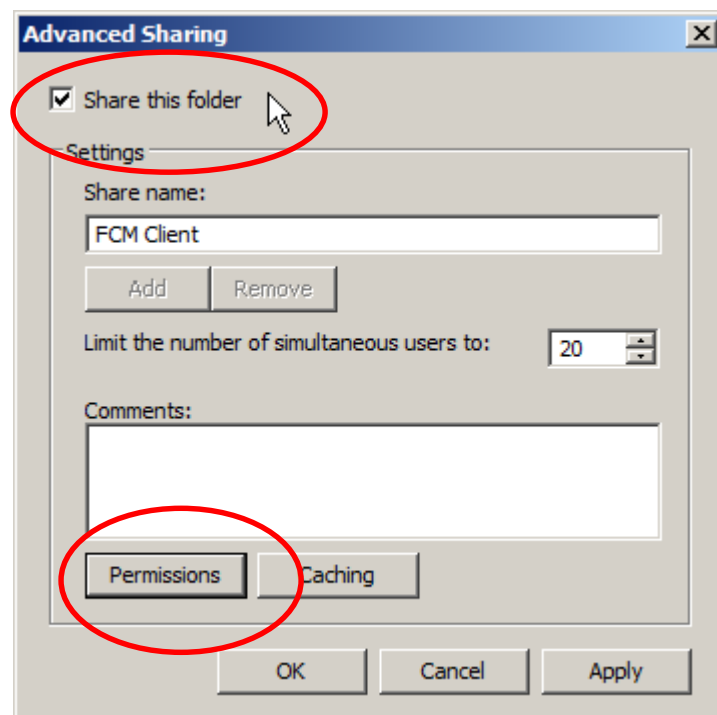 Advanced Sharing
Share this folder
Settings
Share name:
FCM Client
Add Remove
Limit the number of simultaneous users to: 20
Comments:
Permissions Caching
OK Cancel Apply